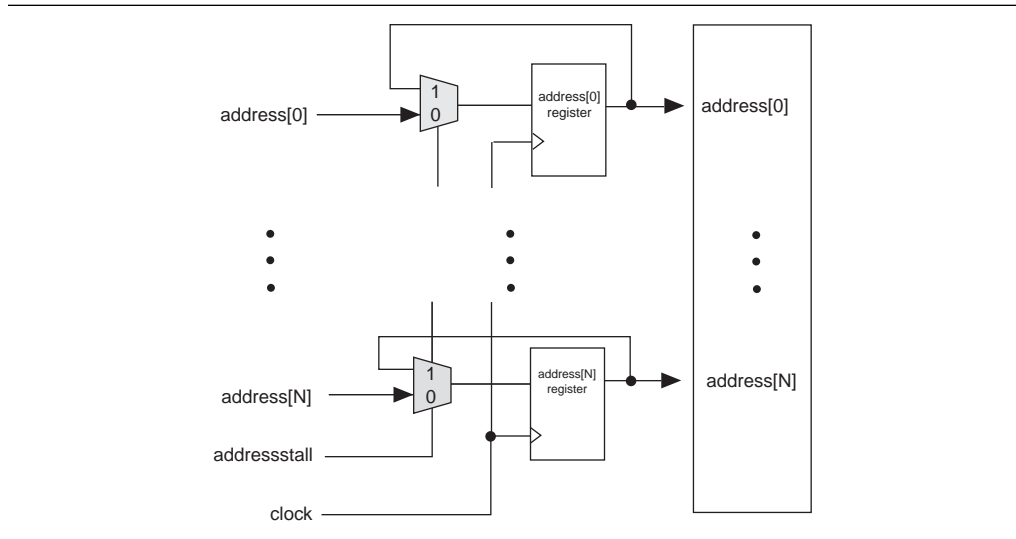 1
0
address[0]
address[0]
register
address[0]
1
0
address[N]
address[N]
register
address[N]
addressstall
clock